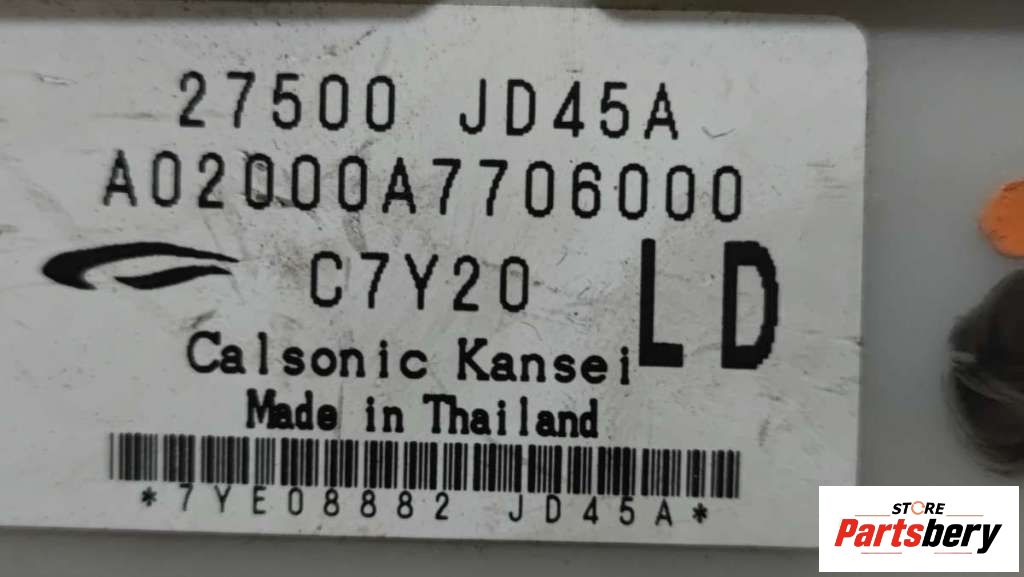 27500 JD45A
A02000A7706000
C7Y20
LD
Calsonic Kansei
Made in Thailand
*7YE08882 JD45A*
STORE
Partsbery